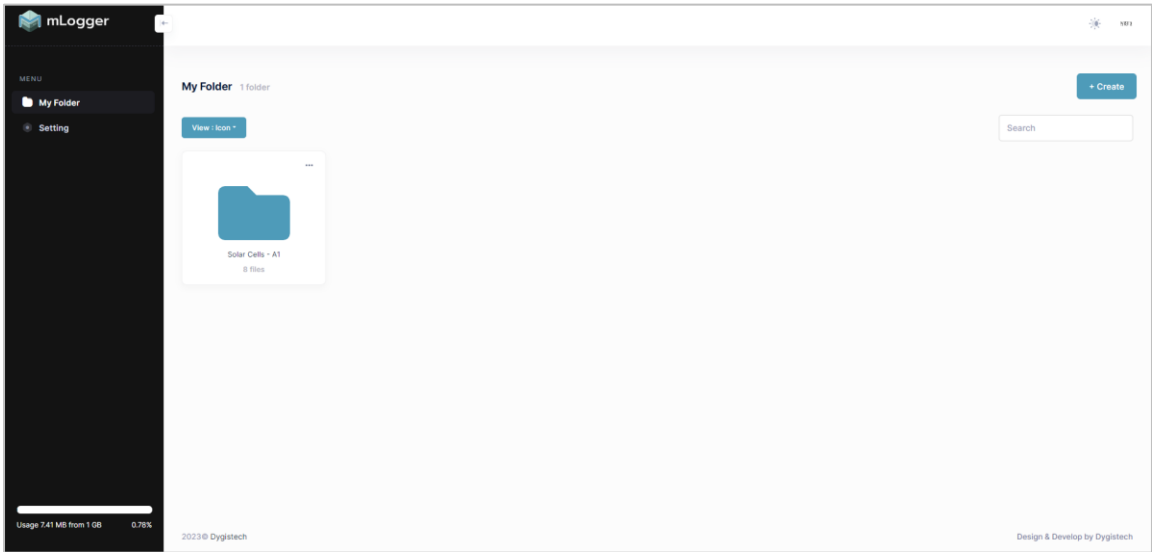 mLogger
MENU
My Folder
Setting
My Folder 1 folder
+ Create
View : Icon
Search
Solar Cells - A1
8 files
Usage 7.41 MB from 1 GB 0.78%
2023© Dygistech
Design & Develop by Dygistech